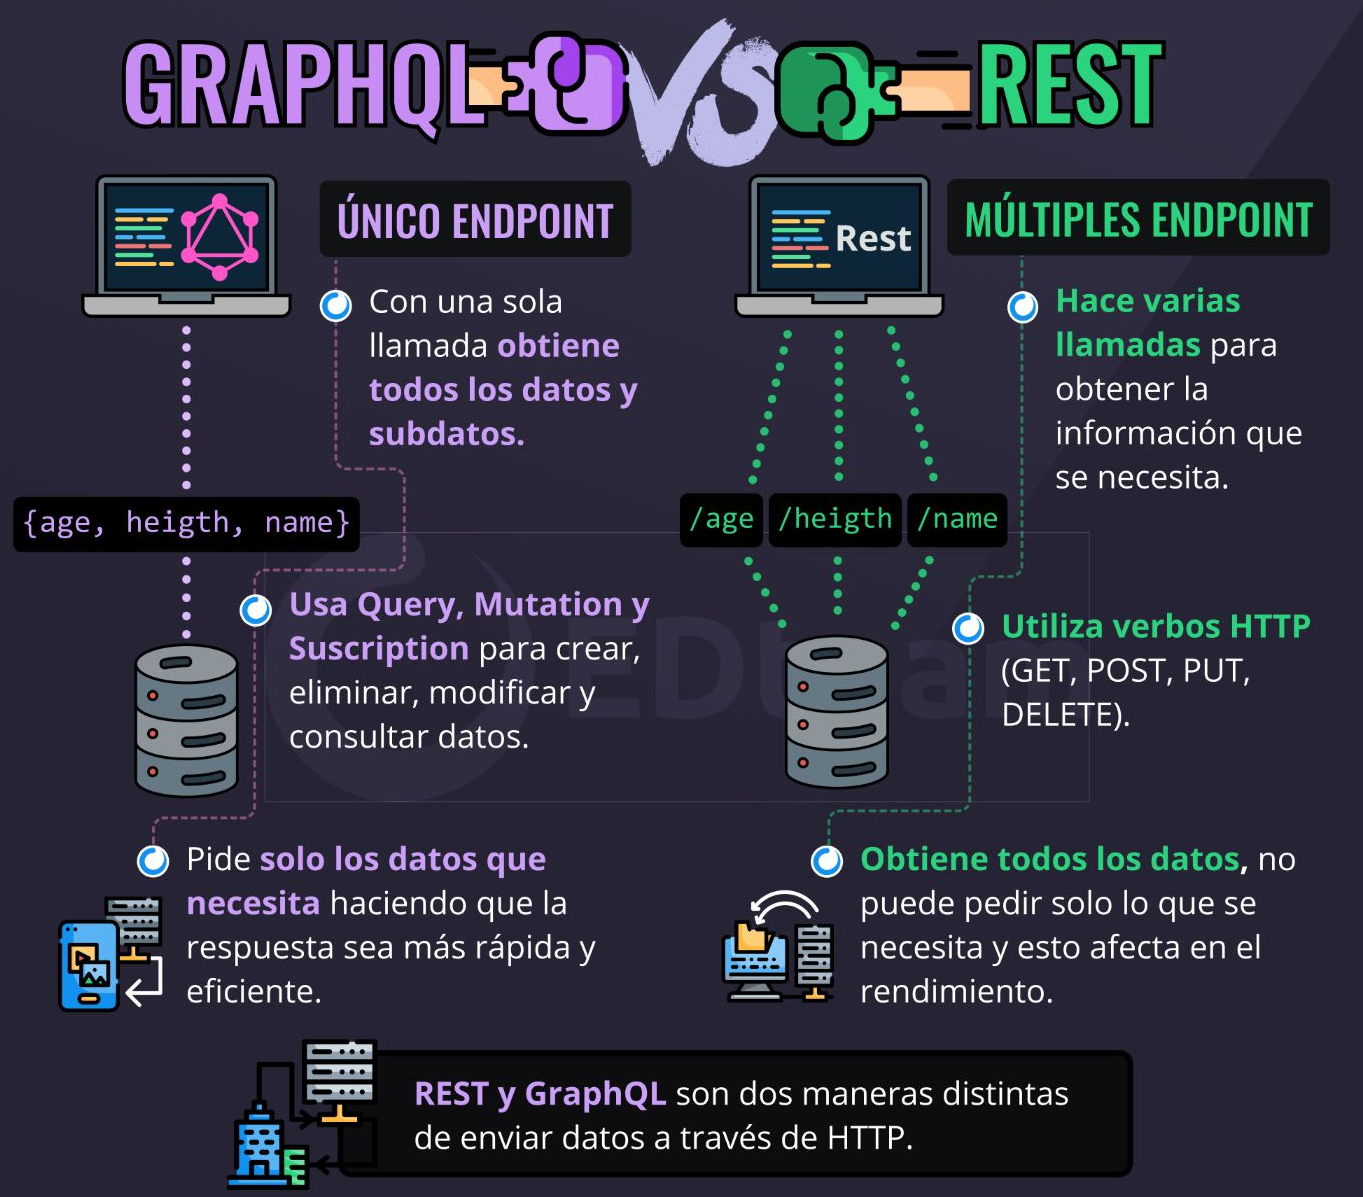 GRAPHQL VS REST
ÚNICO ENDPOINT
Con una sola
llamada obtiene
todos los datos y
subdatos.
{age, heigth, name}
Usa Query, Mutation y
Suscription para crear,
eliminar, modificar y
consultar datos.
Pide solo los datos que
necesita haciendo que la
respuesta sea más rápida y
eficiente.
Rest
MÚLTIPLES ENDPOINT
Hace varias
llamadas para
obtener la
información que
se necesita.
/age /heigth /name
Utiliza verbos HTTP
(GET, POST, PUT,
DELETE).
Obtiene todos los datos, no
puede pedir solo lo que se
necesita y esto afecta en el
rendimiento.
REST y GraphQL son dos maneras distintas
de enviar datos a través de HTTP.